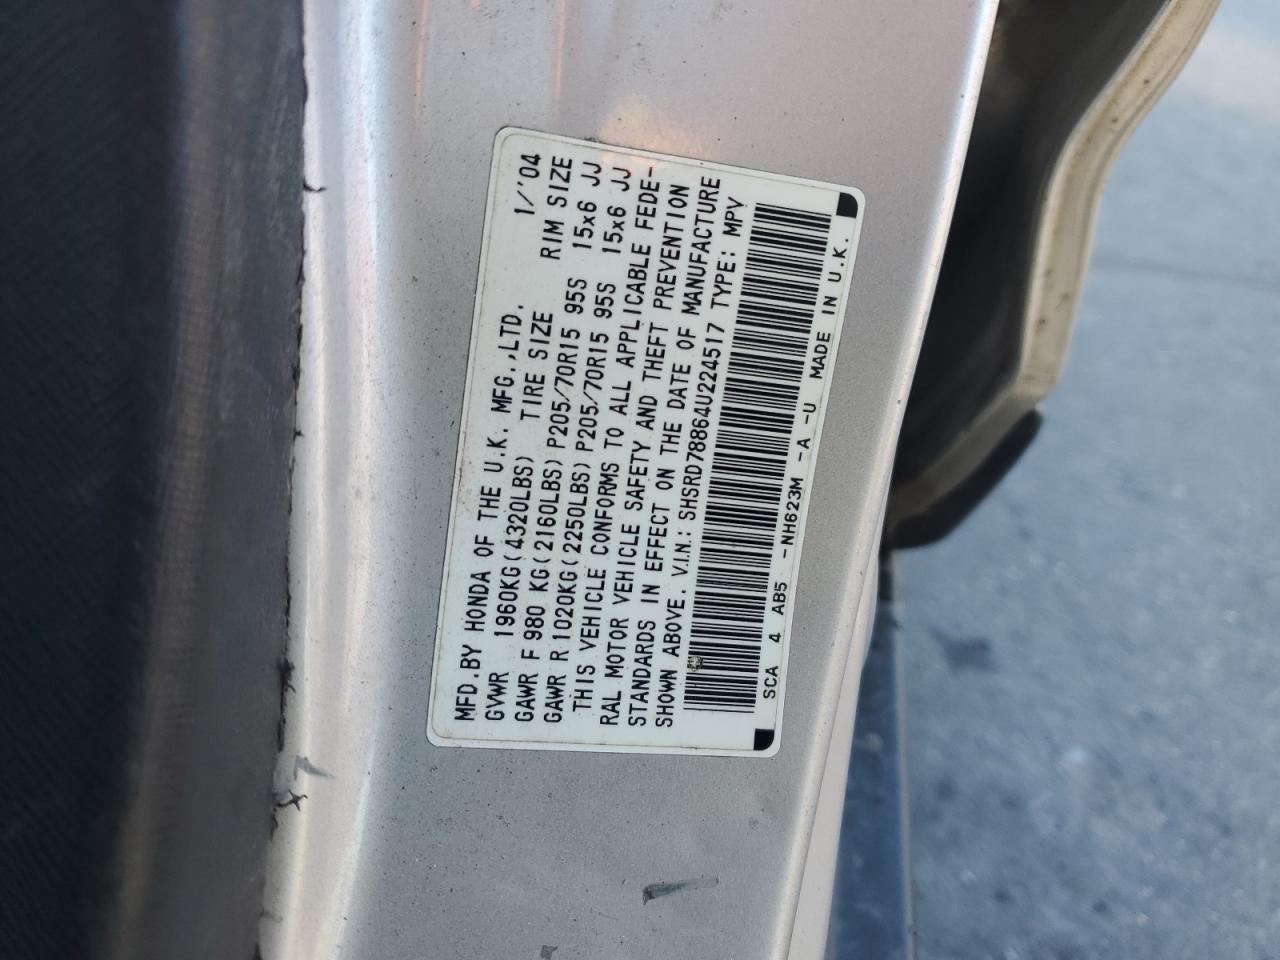 MFD.BY HONDA OF THE U.K. MFG.,LTD. 1/'04
GVWR 1960KG(4320LBS) TIRE SIZE RIM SIZE
GAWR F 980 KG(2160LBS) P205/70R15 95S 15x6 JJ
GAWR R 1020KG(2250LBS) P205/70R15 95S 15x6 JJ
THIS VEHICLE CONFORMS TO ALL APPLICABLE FEDE-
RAL MOTOR VEHICLE SAFETY AND THEFT PREVENTION
STANDARDS IN EFFECT ON THE DATE OF MANUFACTURE
SHOWN ABOVE. V.I.N.: SHSRD78864U224517 TYPE: MPV
SCA 4 AB5 -NH623M -A -U MADE IN U.K.